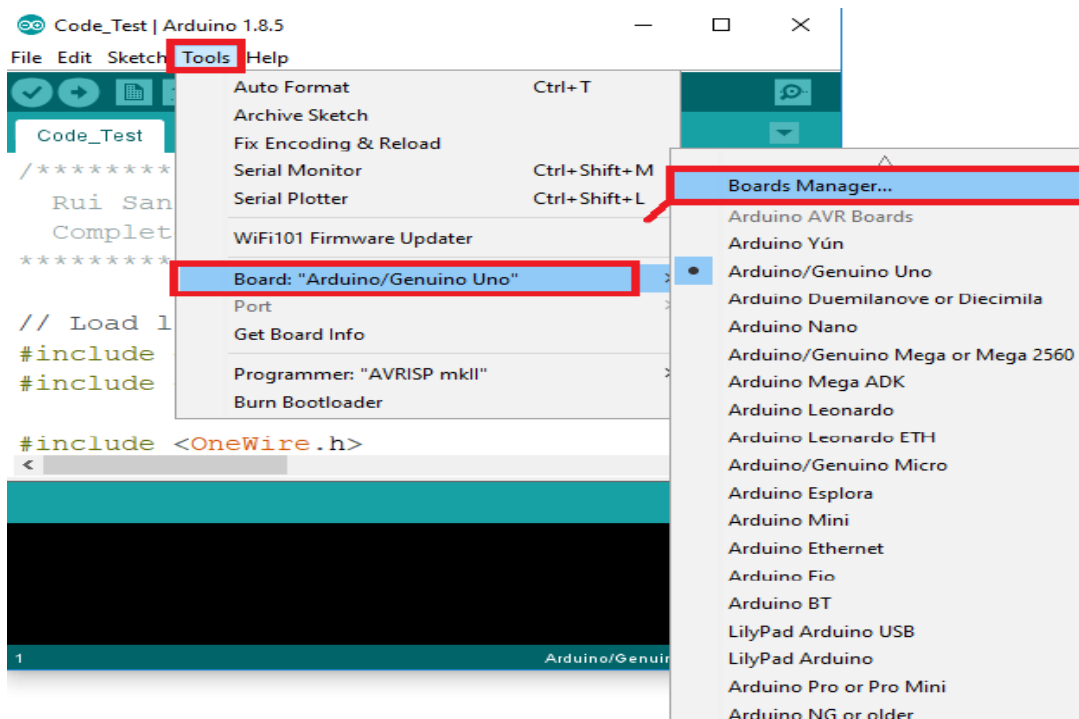 Code_Test | Arduino 1.8.5
File Edit Sketch Tools Help
Auto Format Ctrl+T
Archive Sketch
Fix Encoding & Reload
Serial Monitor Ctrl+Shift+M
Serial Plotter Ctrl+Shift+L
WiFi101 Firmware Updater
Board: "Arduino/Genuino Uno"
Port
Get Board Info
Programmer: "AVRISP mkII"
Burn Bootloader
Code_Test
/*********
Rui San
Complet
*********
// Load l
#include
#include
#include <OneWire.h>
1 Arduino/Genuin
Boards Manager...
Arduino AVR Boards
Arduino Yún
Arduino/Genuino Uno
Arduino Duemilanove or Diecimila
Arduino Nano
Arduino/Genuino Mega or Mega 2560
Arduino Mega ADK
Arduino Leonardo
Arduino Leonardo ETH
Arduino/Genuino Micro
Arduino Esplora
Arduino Mini
Arduino Ethernet
Arduino Fio
Arduino BT
LilyPad Arduino USB
LilyPad Arduino
Arduino Pro or Pro Mini
Arduino NG or older